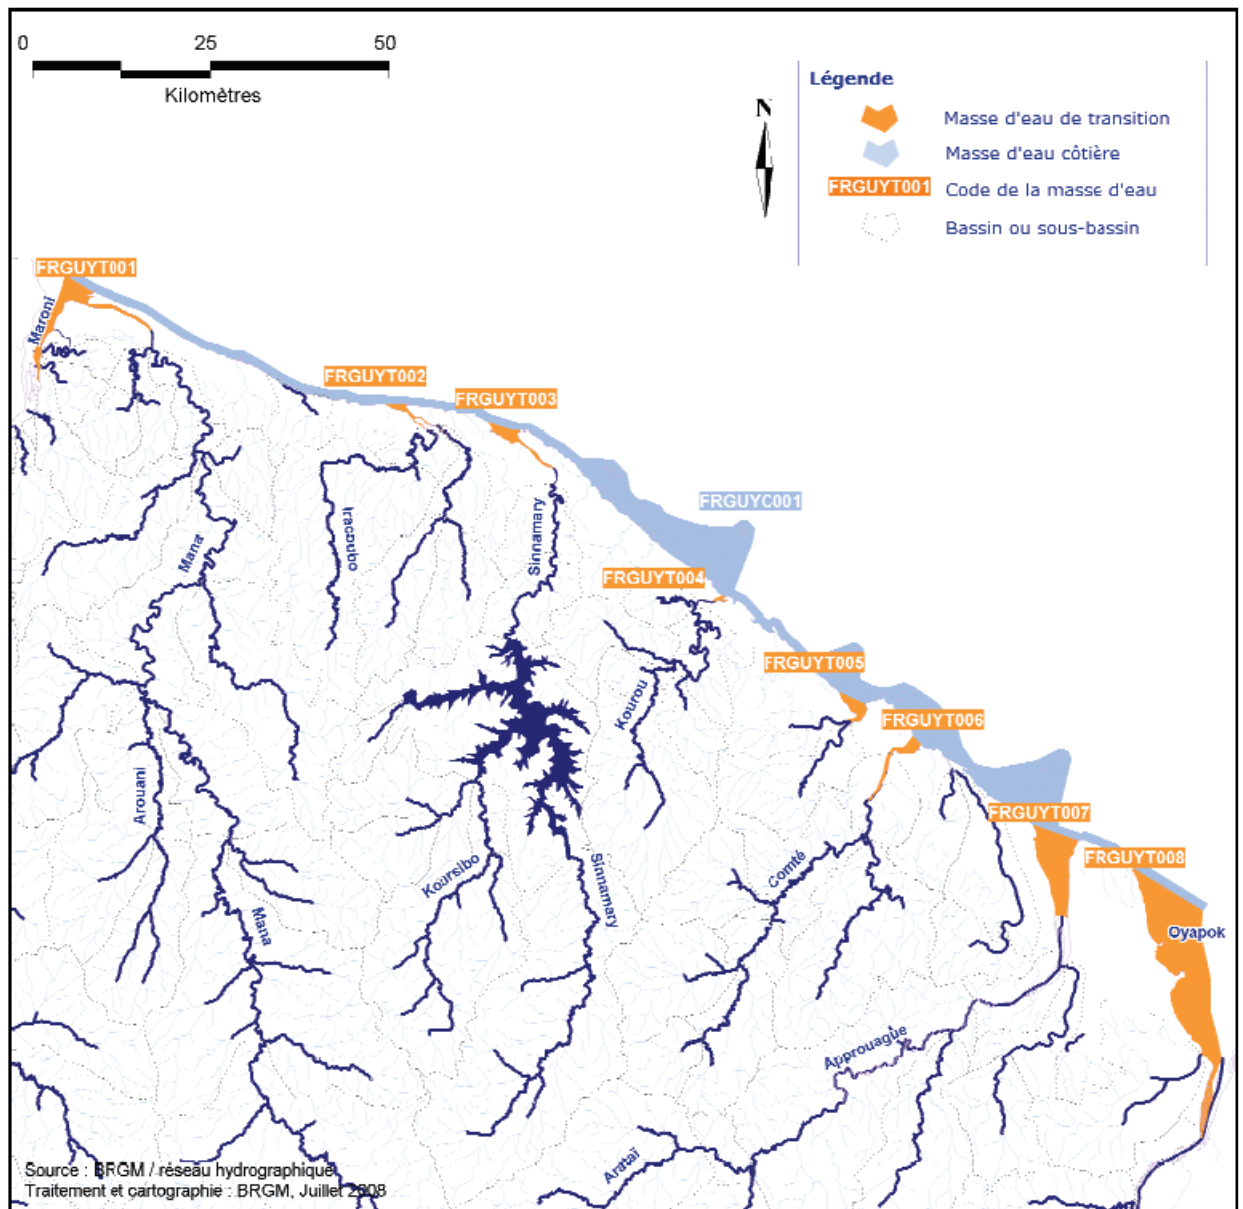 0 25 50
Kilomètres
N
Légende
Masse d'eau de transition
Masse d'eau côtière
FRGUYT001 Code de la masse d'eau
Bassin ou sous-bassin
FRGUYT001
Maroni
FRGUYT002
FRGUYT003
FRGUYC001
Iracoubo
Sinnamary
Mana
FRGUYT004
FRGUYT005
Kourou
FRGUYT006
Arouani
FRGUYT007
FRGUYT008
Koursibo
Sinnamary
Comté
Mana
Oyapok
Approuague
Arataï
Source : BRGM / réseau hydrographique
Traitement et cartographie : BRGM, Juillet 2008